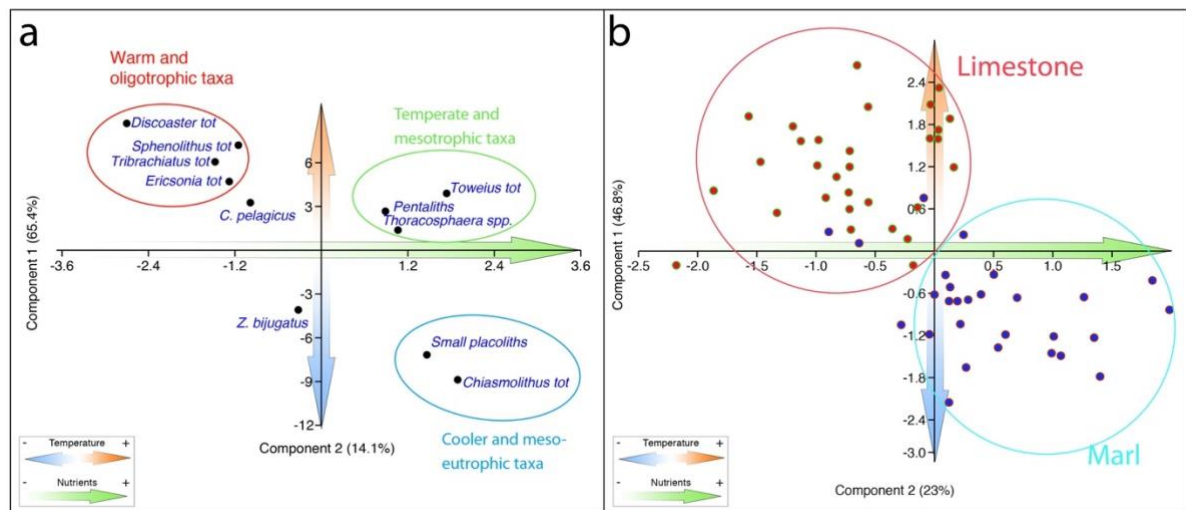 a
Warm and
oligotrophic taxa
Discoaster tot
Sphenolithus tot
Tribrachiatus tot
Ericsonia tot
C. pelagicus
Temperate and
mesotrophic taxa
Toweius tot
Pentaliths
Thoracosphaera spp.
Z. bijugatus
Small placoliths
Chiasmolithus tot
Cooler and meso-
eutrophic taxa
6
3
-3
-6
-9
-12
-3.6 -2.4 -1.2 1.2 2.4 3.6
Component 1 (65.4%)
Component 2 (14.1%)
- Temperature +
- Nutrients +
b
Limestone
Marl
2.4
1.8
1.2
0.6
-0.6
-1.2
-1.8
-2.4
-3.0
-2.5 -2.0 -1.5 -1.0 -0.5 0.5 1.0 1.5
Component 1 (46.8%)
Component 2 (23%)
- Temperature +
- Nutrients +